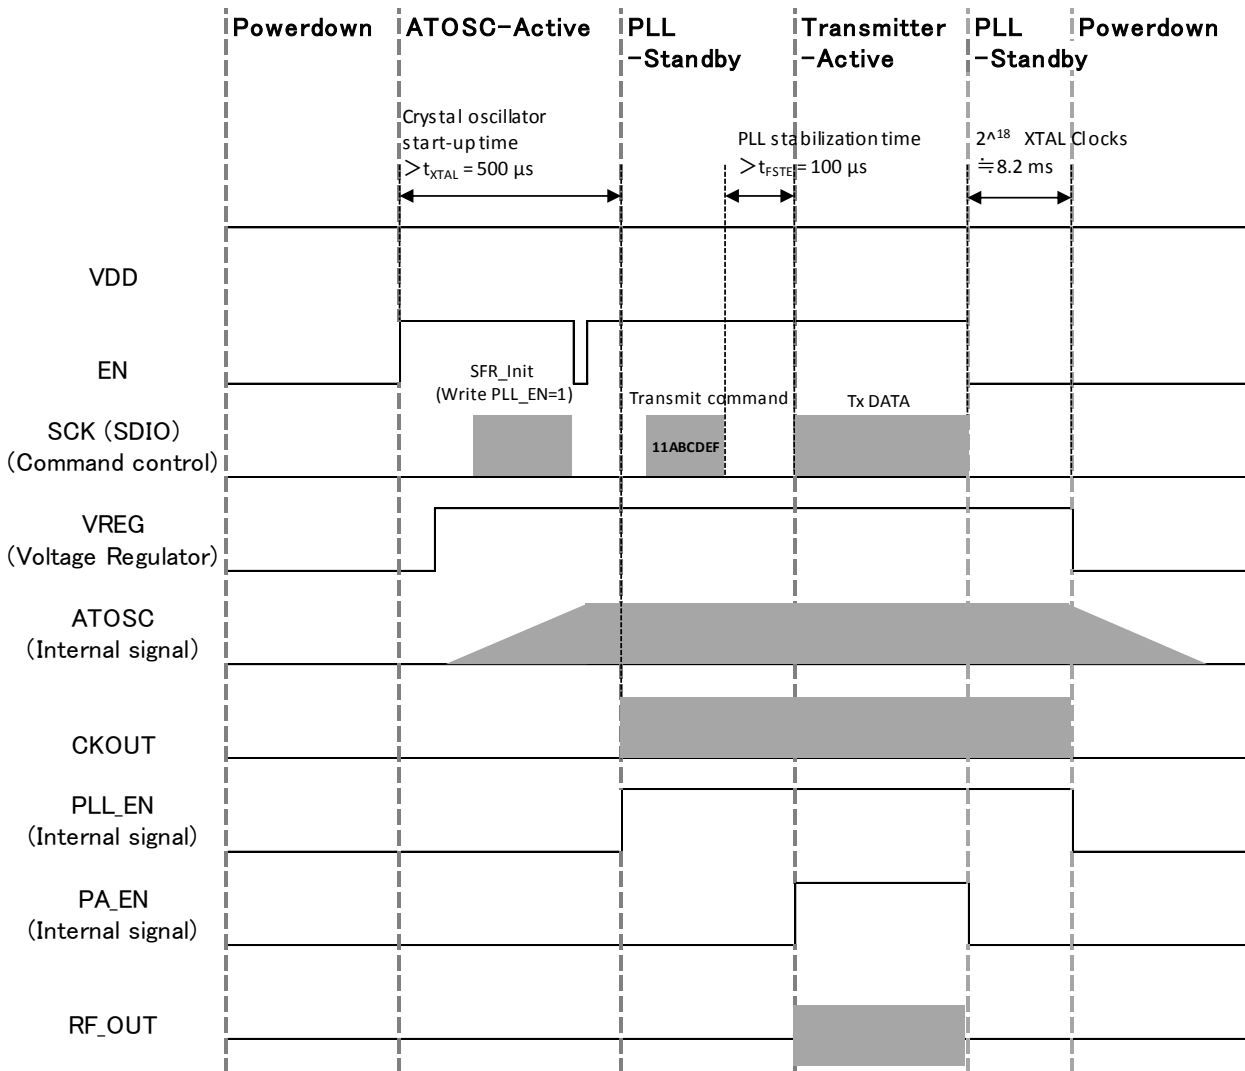 Powerdown
ATOSC-Active
PLL
-Standby
Transmitter
-Active
PLL
-Standby
Powerdown
Crystal oscillator
start-up time
＞tXTAL = 500 µs
PLL stabilization time
＞tFSTE = 100 µs
2^18 XTAL Clocks
≒8.2 ms
VDD
EN
SFR_Init
(Write PLL_EN=1)
Transmit command
Tx DATA
SCK (SDIO)
(Command control)
11ABCDEF
VREG
(Voltage Regulator)
ATOSC
(Internal signal)
CKOUT
PLL_EN
(Internal signal)
PA_EN
(Internal signal)
RF_OUT